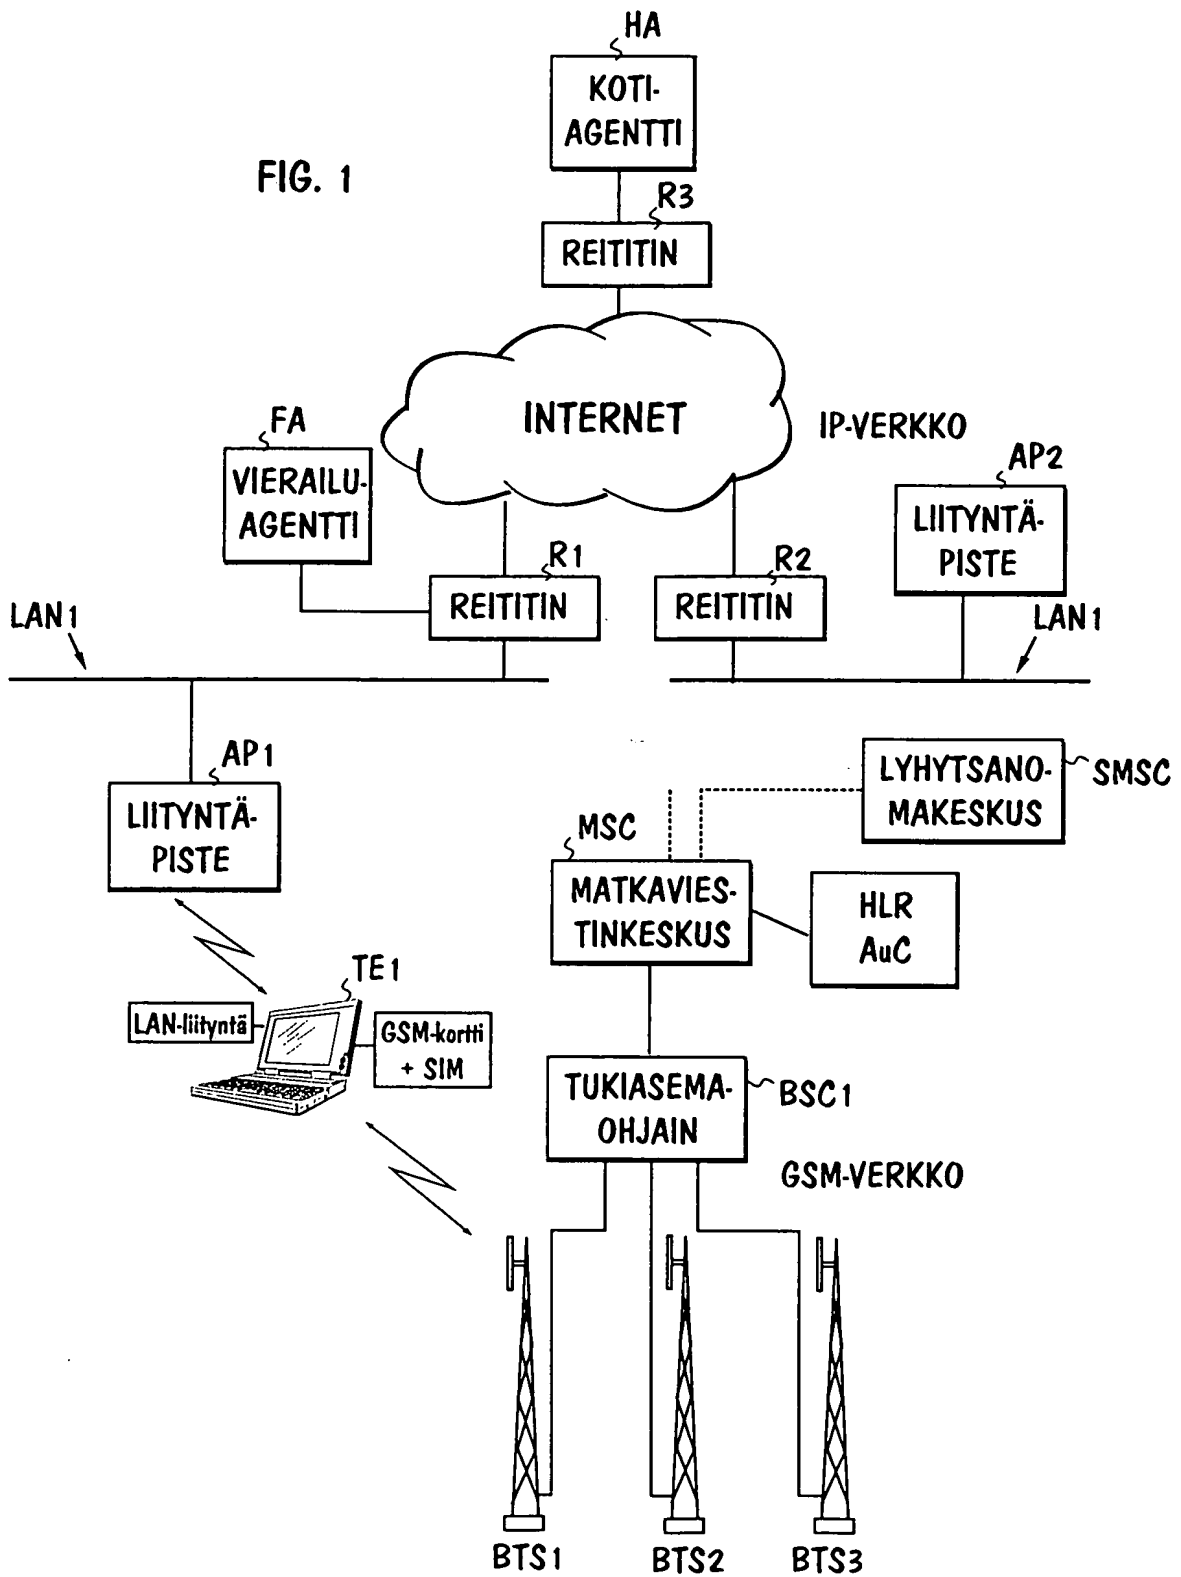 HA
KOTI-
AGENTTI
FIG. 1
R3
REITITIN
INTERNET
IP-VERKKO
FA
VIERAILU-
AGENTTI
AP2
LIITYNTÄ-
PISTE
R1
REITITIN
R2
REITITIN
LAN1
LAN1
AP1
LIITYNTÄ-
PISTE
LYHYTSANO-
MAKESKUS
SMSC
MSC
MATKAVIES-
TINKESKUS
HLR
AuC
TE1
LAN-liityntä
GSM-kortti
+ SIM
TUKIASEMA-
OHJAIN
BSC1
GSM-VERKKO
BTS1
BTS2
BTS3